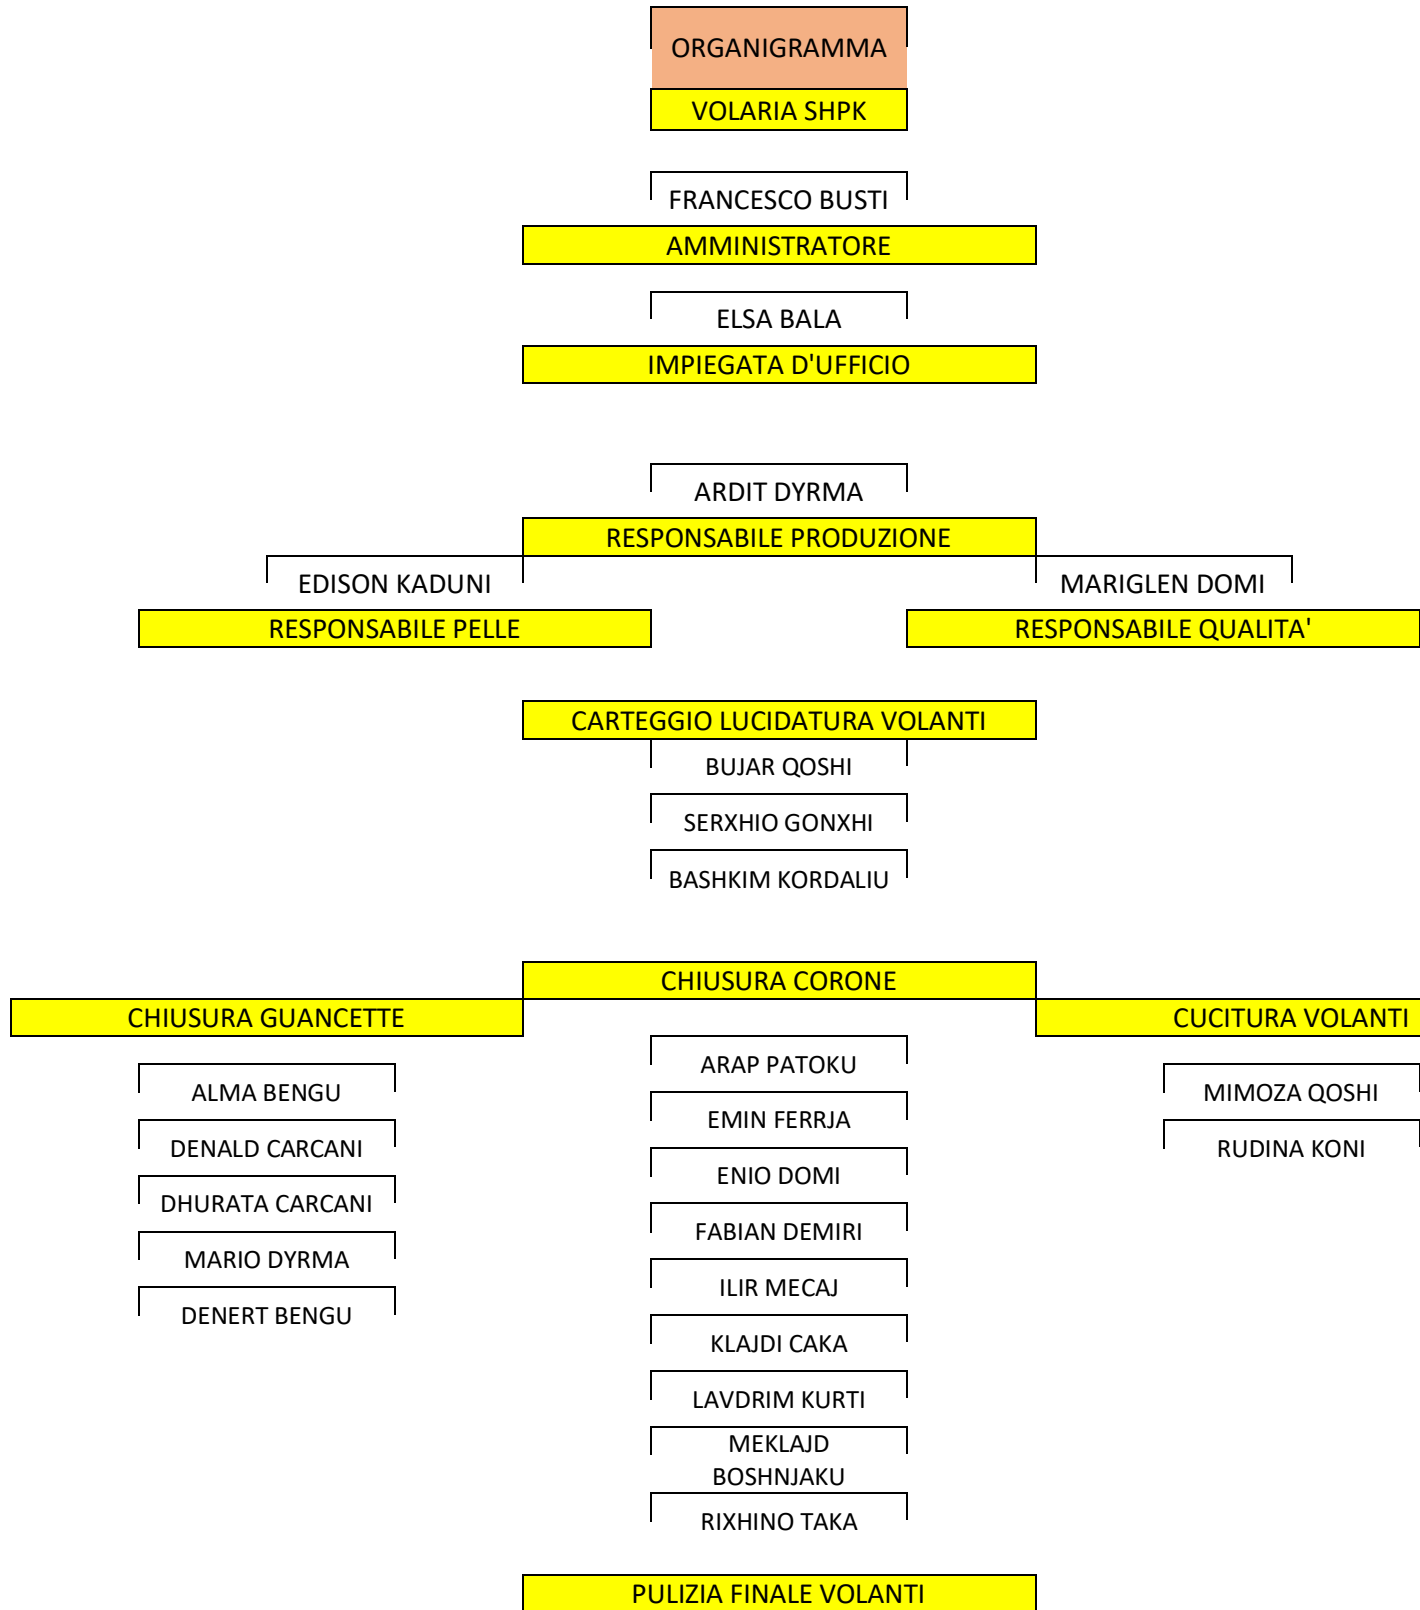 ORGANIGRAMMA
VOLARIA SHPK
FRANCESCO BUSTI
AMMINISTRATORE
ELSA BALA
IMPIEGATA D'UFFICIO
ARDIT DYRMA
RESPONSABILE PRODUZIONE
EDISON KADUNI
MARIGLEN DOMI
RESPONSABILE PELLE
RESPONSABILE QUALITA'
CARTEGGIO LUCIDATURA VOLANTI
BUJAR QOSHI
SERXHIO GONXHI
BASHKIM KORDALIU
CHIUSURA CORONE
CHIUSURA GUANCETTE
CUCITURA VOLANTI
ARAP PATOKU
ALMA BENGU
MIMOZA QOSHI
EMIN FERRJA
DENALD CARCANI
RUDINA KONI
ENIO DOMI
DHURATA CARCANI
FABIAN DEMIRI
MARIO DYRMA
ILIR MECAJ
DENERT BENGU
KLAJDI CAKA
LAVDRIM KURTI
MEKLAJD
BOSHNJAKU
RIXHINO TAKA
PULIZIA FINALE VOLANTI